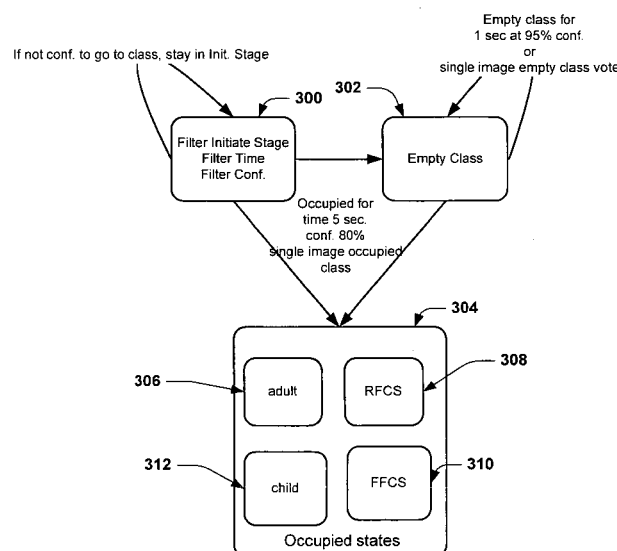 Empty class for
1 sec at 95% conf.
or
single image empty class vote
If not conf. to go to class, stay in Init. Stage
300
302
Filter Initiate Stage
Filter Time
Filter Conf.
Empty Class
Occupied for
time 5 sec.
conf. 80%
single image occupied
class
304
306
308
adult
RFCS
312
310
child
FFCS
Occupied states